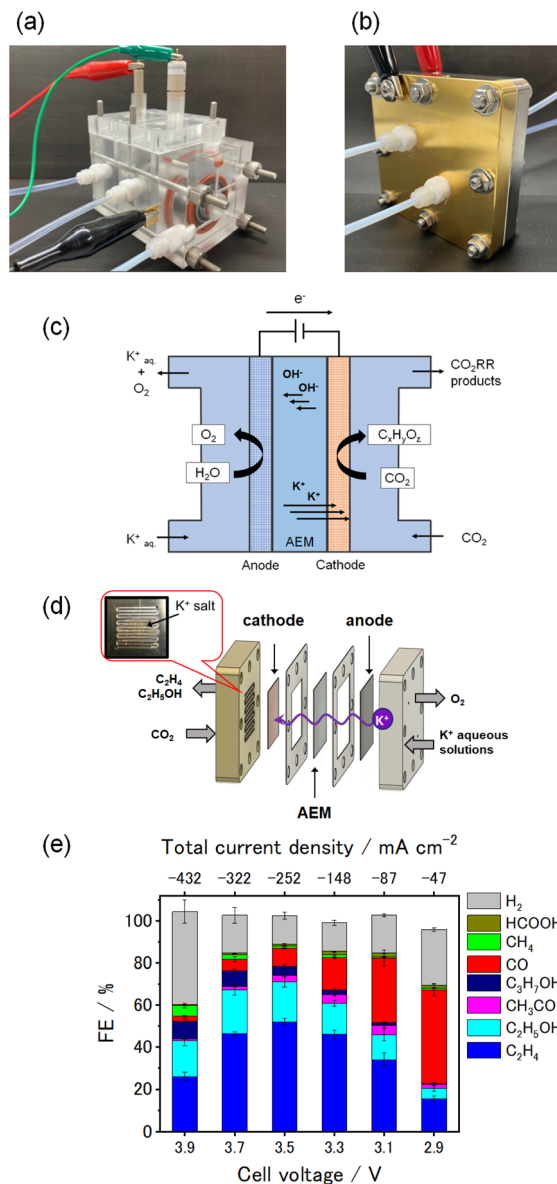 (a)
(b)
(c)
e-
K+ aq.
+
O2
OH-
OH-
CO2RR
products
O2
H2O
CxHyOz
CO2
K+
K+
K+ aq.
AEM
CO2
Anode
Cathode
(d)
K+ salt
cathode
anode
C2H4
C2H5OH
CO2
K+
O2
K+ aqueous
solutions
AEM
(e)
Total current density / mA cm-2
-432 -322 -252 -148 -87 -47
FE / %
100
80
60
40
20
0
H2
HCOOH
CH4
CO
C3H7OH
CH3CO
C2H5OH
C2H4
3.9 3.7 3.5 3.3 3.1 2.9
Cell voltage / V